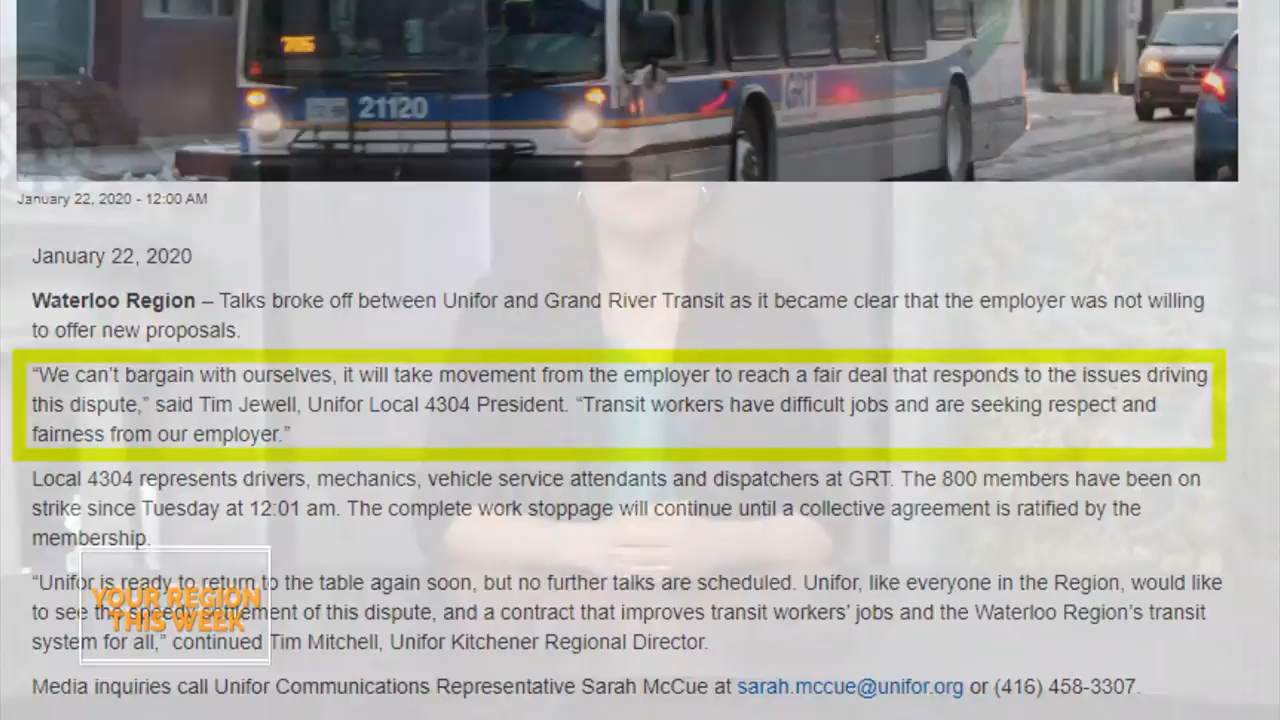 705
21120
GRT
January 22, 2020 - 12:00 AM
January 22, 2020
Waterloo Region – Talks broke off between Unifor and Grand River Transit as it became clear that the employer was not willing
to offer new proposals.
“We can’t bargain with ourselves, it will take movement from the employer to reach a fair deal that responds to the issues driving
this dispute,” said Tim Jewell, Unifor Local 4304 President. “Transit workers have difficult jobs and are seeking respect and
fairness from our employer.”
Local 4304 represents drivers, mechanics, vehicle service attendants and dispatchers at GRT. The 800 members have been on
strike since Tuesday at 12:01 am. The complete work stoppage will continue until a collective agreement is ratified by the
membership.
“Unifor is ready to return to the table again soon, but no further talks are scheduled. Unifor, like everyone in the Region, would like
to see the speedy settlement of this dispute, and a contract that improves transit workers’ jobs and the Waterloo Region’s transit
system for all,” continued Tim Mitchell, Unifor Kitchener Regional Director.
Media inquiries call Unifor Communications Representative Sarah McCue at sarah.mccue@unifor.org or (416) 458-3307.
YOUR REGION
THIS WEEK